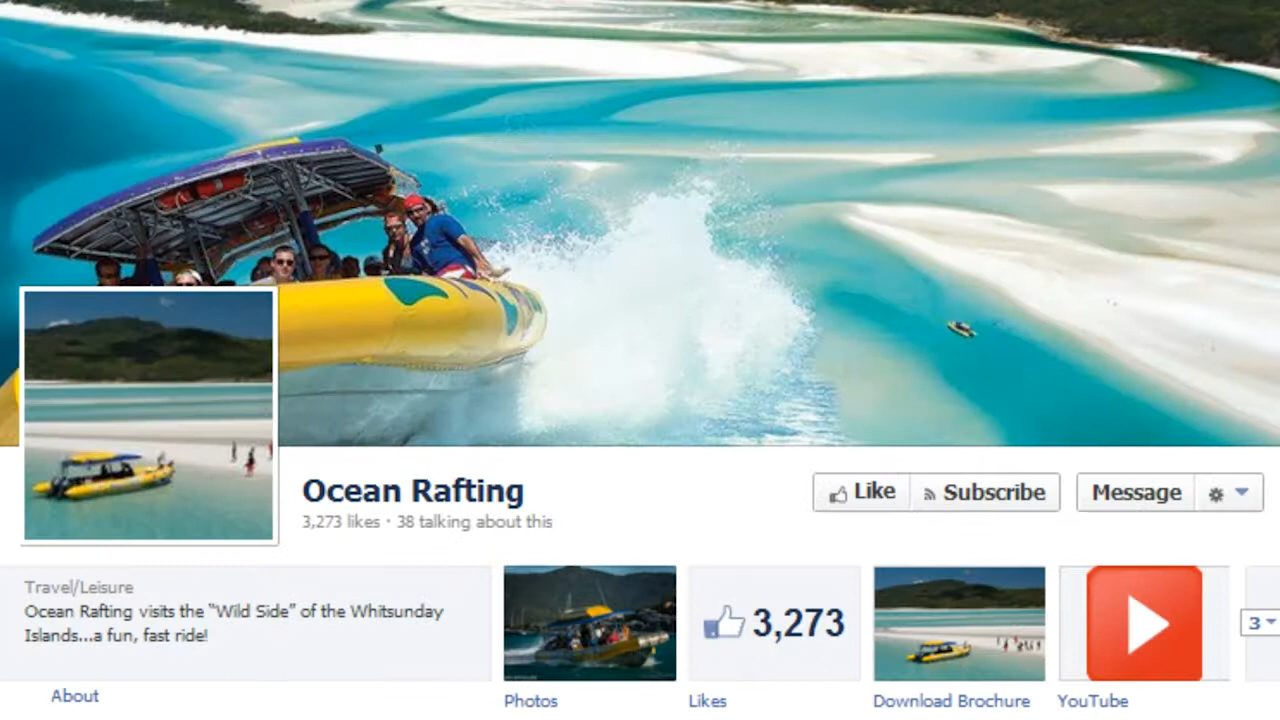 Ocean Rafting
3,273 likes · 38 talking about this
Like
Subscribe
Message
Travel/Leisure
Ocean Rafting visits the "Wild Side" of the Whitsunday
Islands...a fun, fast ride!
3,273
3
About
Photos
Likes
Download Brochure
YouTube